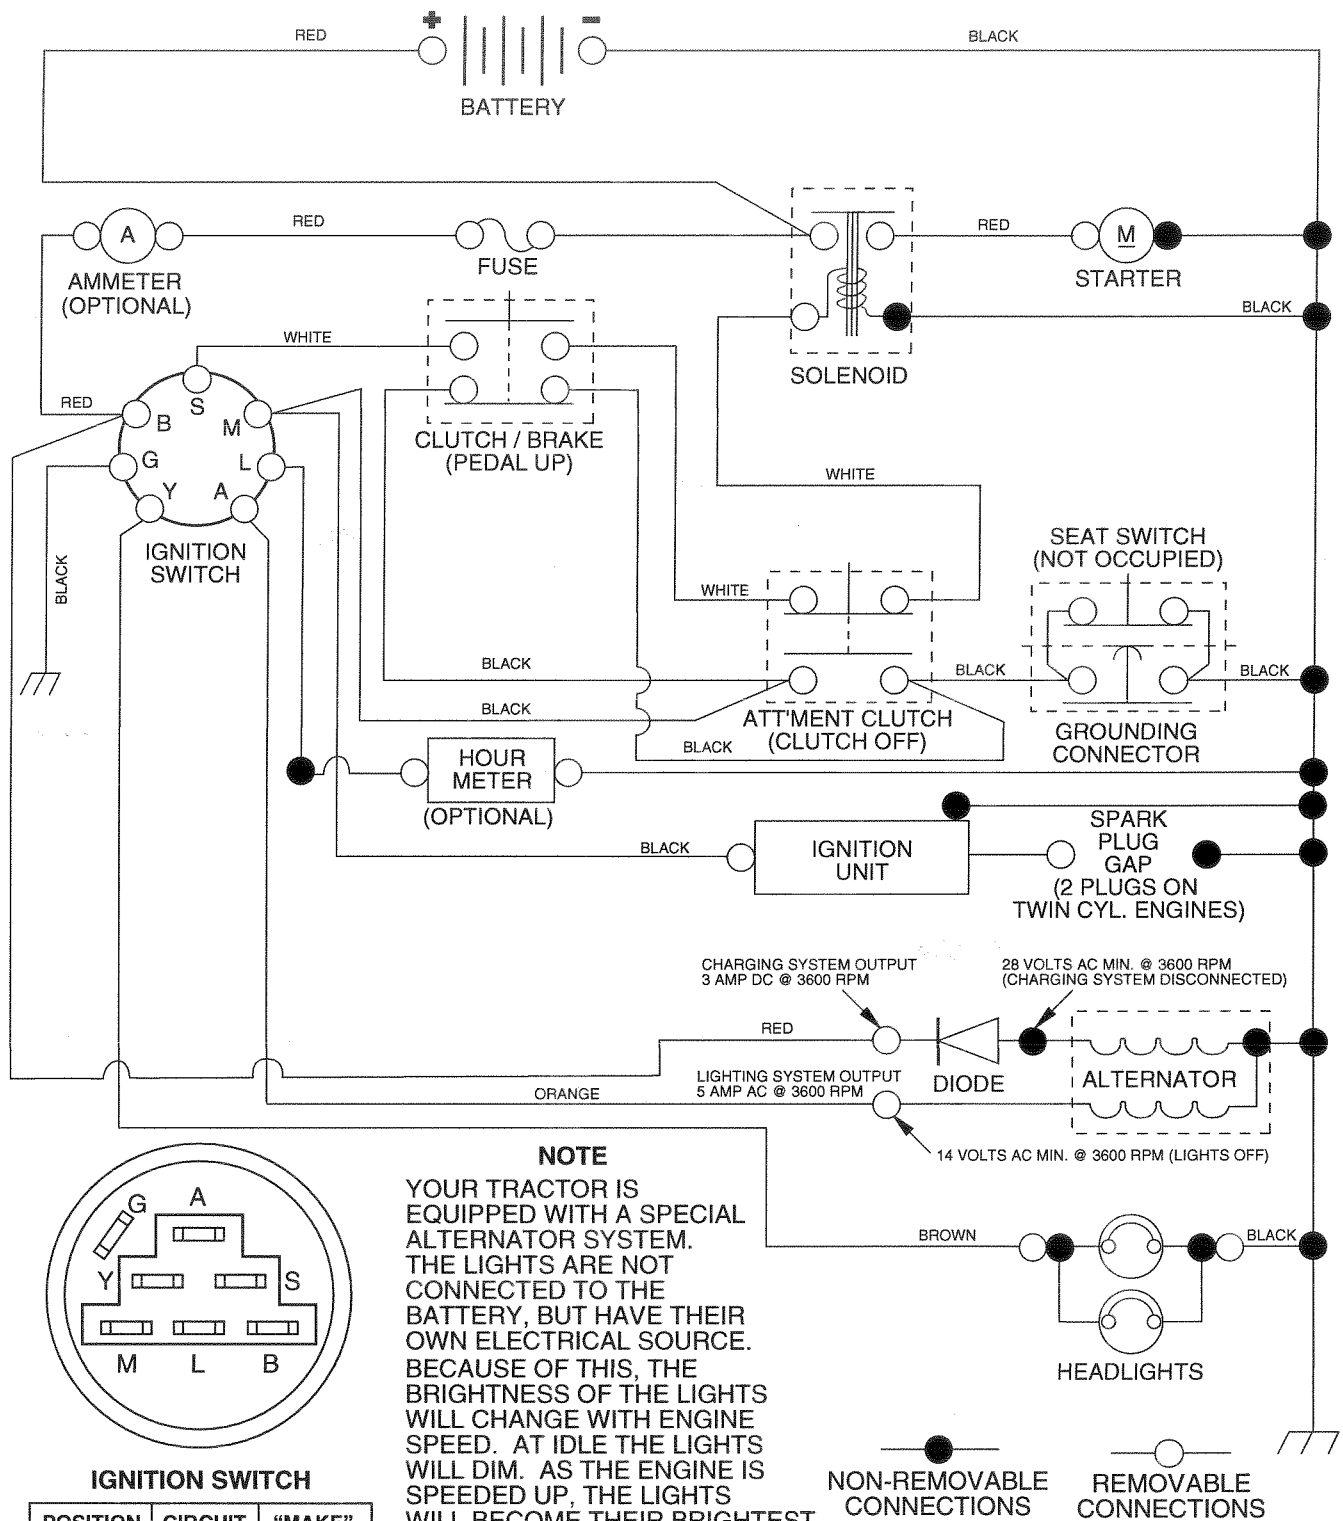 + −
RED
BLACK
BATTERY
RED
RED
A
M
FUSE
AMMETER
(OPTIONAL)
STARTER
WHITE
BLACK
SOLENOID
RED
S
B
M
CLUTCH / BRAKE
(PEDAL UP)
G
L
WHITE
Y
A
SEAT SWITCH
(NOT OCCUPIED)
IGNITION
SWITCH
BLACK
WHITE
BLACK
BLACK
BLACK
BLACK
ATT'MENT CLUTCH
(CLUTCH OFF)
GROUNDING
CONNECTOR
BLACK
HOUR
METER
(OPTIONAL)
SPARK
PLUG
GAP
(2 PLUGS ON
TWIN CYL. ENGINES)
BLACK
IGNITION
UNIT
CHARGING SYSTEM OUTPUT
3 AMP DC @ 3600 RPM
28 VOLTS AC MIN. @ 3600 RPM
(CHARGING SYSTEM DISCONNECTED)
RED
DIODE
ALTERNATOR
LIGHTING SYSTEM OUTPUT
5 AMP AC @ 3600 RPM
ORANGE
14 VOLTS AC MIN. @ 3600 RPM (LIGHTS OFF)
BROWN
BLACK
HEADLIGHTS
G
A
Y
S
M
L
B
IGNITION SWITCH
POSITION CIRCUIT "MAKE"
NOTE
YOUR TRACTOR IS
EQUIPPED WITH A SPECIAL
ALTERNATOR SYSTEM.
THE LIGHTS ARE NOT
CONNECTED TO THE
BATTERY, BUT HAVE THEIR
OWN ELECTRICAL SOURCE.
BECAUSE OF THIS, THE
BRIGHTNESS OF THE LIGHTS
WILL CHANGE WITH ENGINE
SPEED. AT IDLE THE LIGHTS
WILL DIM. AS THE ENGINE IS
SPEEDED UP, THE LIGHTS
WILL BECOME THEIR BRIGHTEST
NON-REMOVABLE
CONNECTIONS
REMOVABLE
CONNECTIONS